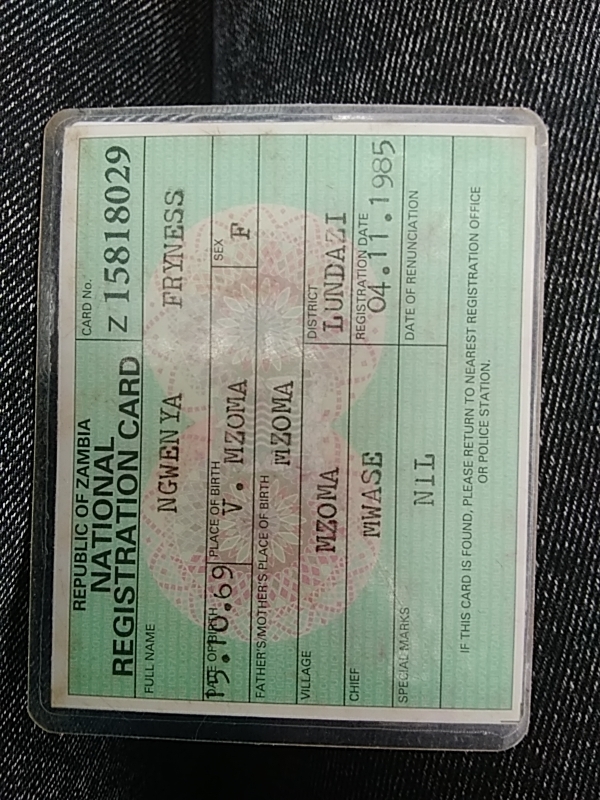 REPUBLIC OF ZAMBIA
NATIONAL
REGISTRATION CARD
CARD No.
Z 15818029
FULL NAME
NGWENYA FRYNESS
DATE OF BIRTH PLACE OF BIRTH SEX
15.10.69 V. MZOMA F
FATHER'S/MOTHER'S PLACE OF BIRTH
MZOMA
VILLAGE DISTRICT
MZOMA LUNDAZI
CHIEF REGISTRATION DATE
MWASE 04.11.1985
SPECIAL MARKS DATE OF RENUNCIATION
NIL
IF THIS CARD IS FOUND, PLEASE RETURN TO NEAREST REGISTRATION OFFICE
OR POLICE STATION.